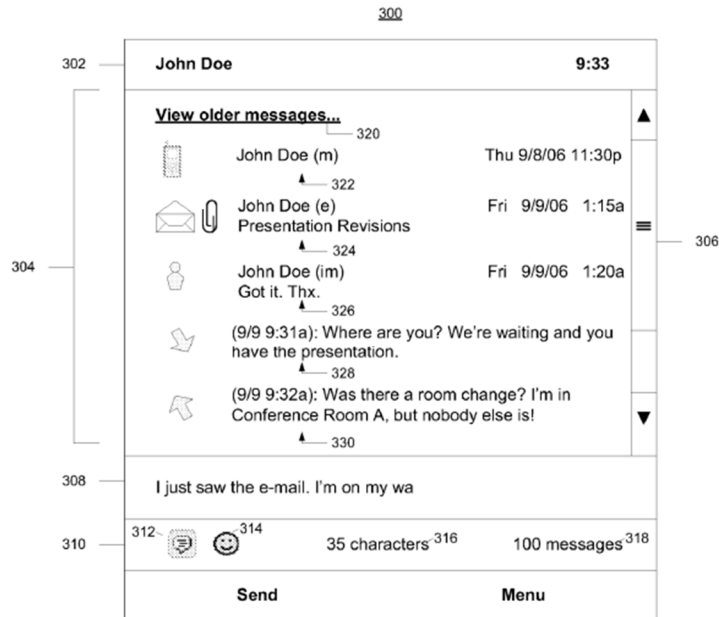 300
302 John Doe 9:33
View older messages...
320
John Doe (m) Thu 9/8/06 11:30p
322
John Doe (e) Fri 9/9/06 1:15a
Presentation Revisions
306
324
304
John Doe (im) Fri 9/9/06 1:20a
Got it. Thx.
326
(9/9 9:31a): Where are you? We're waiting and you
have the presentation.
328
(9/9 9:32a): Was there a room change? I'm in
Conference Room A, but nobody else is!
330
308 I just saw the e-mail. I'm on my wa
310 312 314 35 characters 316 100 messages 318
Send Menu